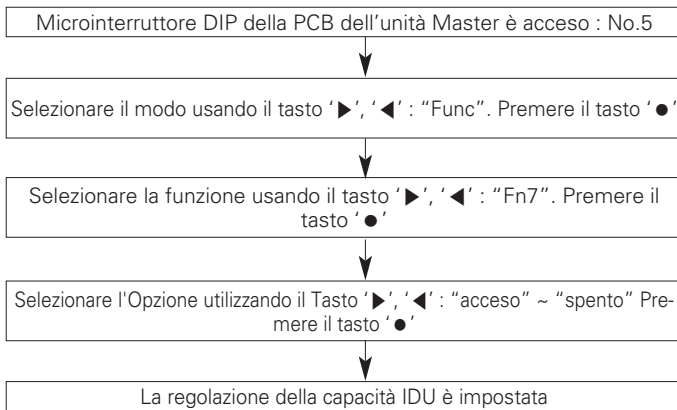 Microinterruttore DIP della PCB dell'unità Master è acceso : No.5
Selezionare il modo usando il tasto ‘▶’, ‘◀’ : “Func”. Premere il tasto ‘●’
Selezionare la funzione usando il tasto ‘▶’, ‘◀’ : “Fn7”. Premere il
tasto ‘●’
Selezionare l'Opzione utilizzando il Tasto ‘▶’, ‘◀’ : “acceso” ~ “spento” Pre-
mere il tasto ‘●’
La regolazione della capacità IDU è impostata